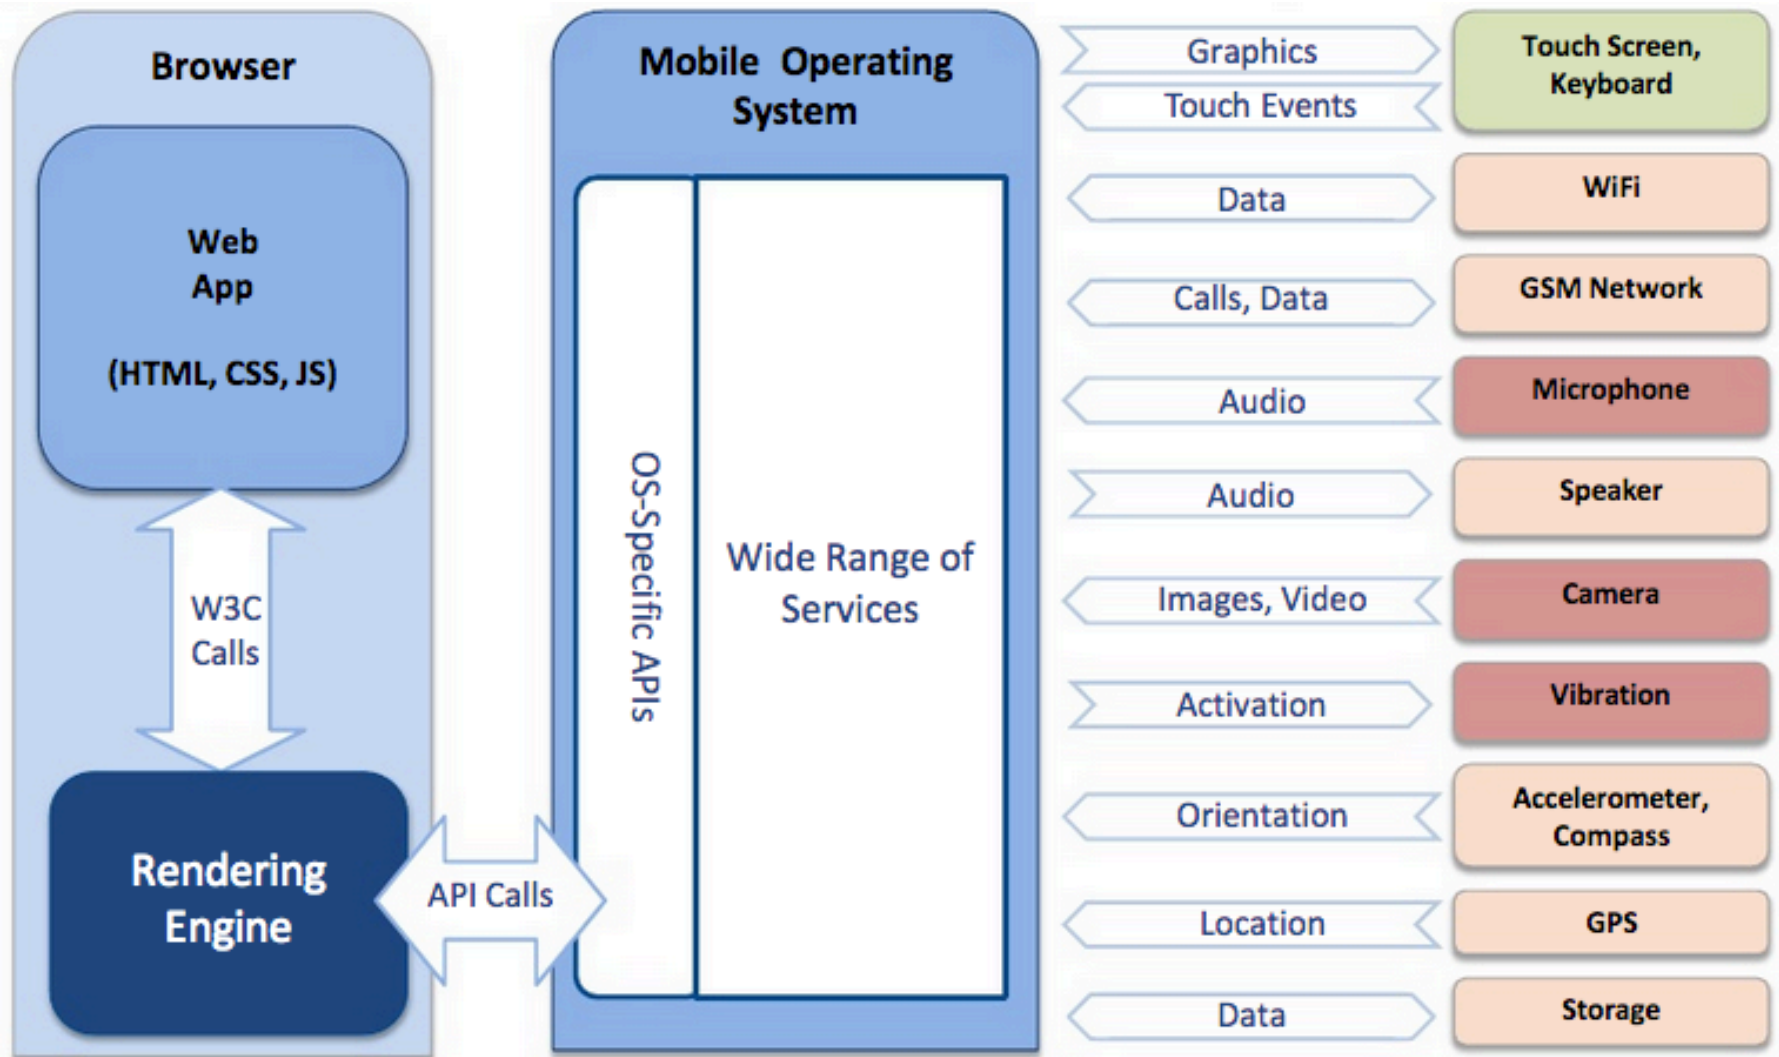 Browser
Web
App
(HTML, CSS, JS)
W3C
Calls
Rendering
Engine
API Calls
Mobile Operating
System
OS-Specific APIs
Wide Range of
Services
Graphics
Touch Events
Touch Screen,
Keyboard
Data
WiFi
Calls, Data
GSM Network
Audio
Microphone
Audio
Speaker
Images, Video
Camera
Activation
Vibration
Orientation
Accelerometer,
Compass
Location
GPS
Data
Storage